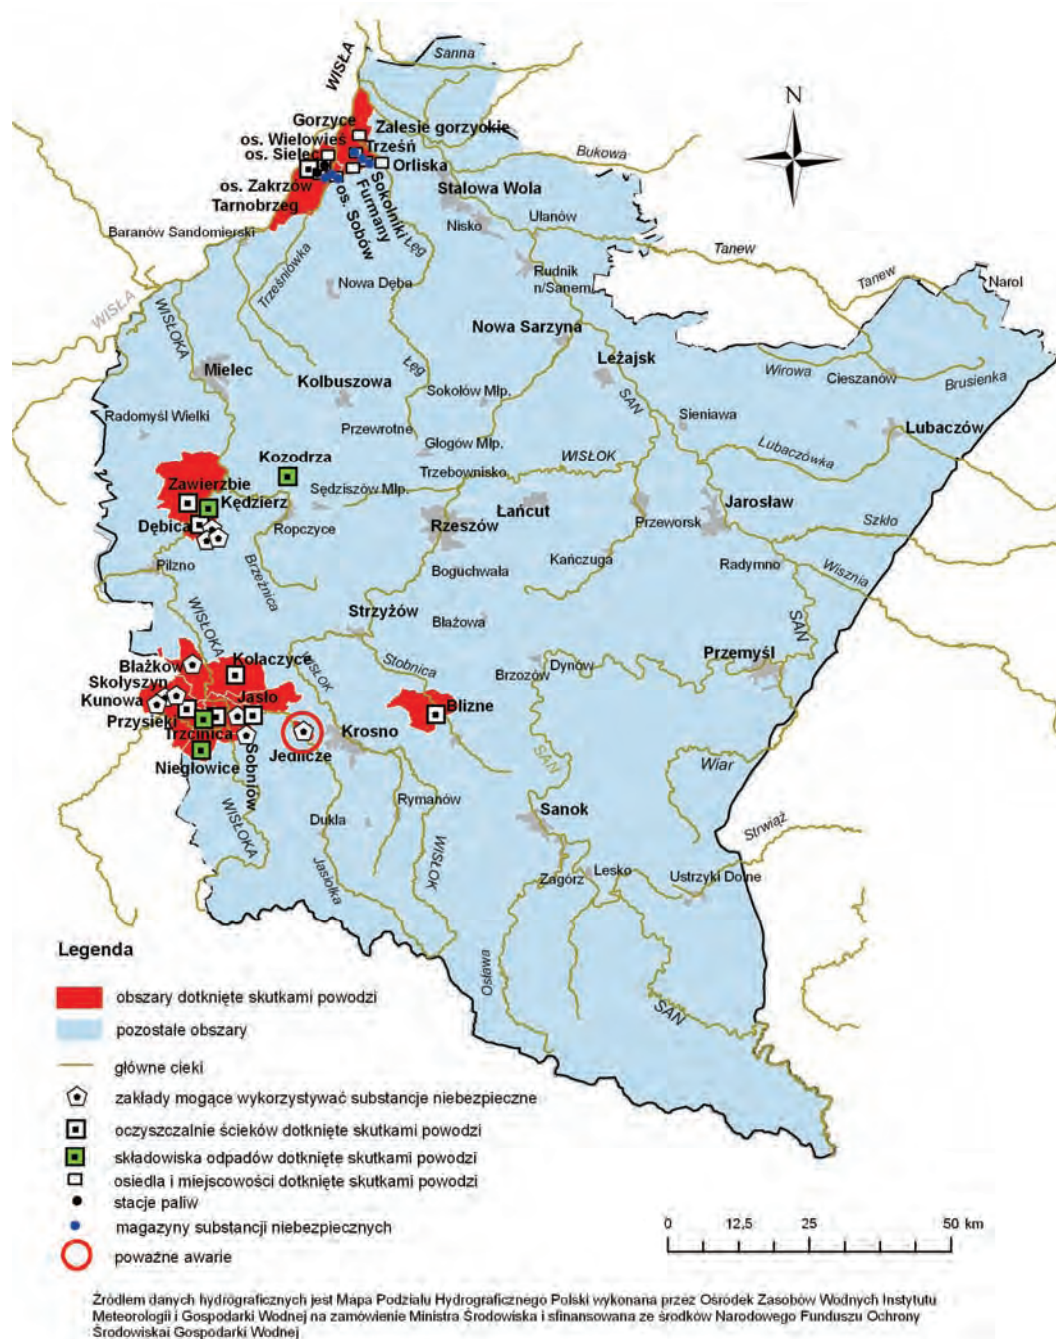 WISŁA
Sanna
N
Gorzyce
Zalesie gorzyckie
os. Wielowieś
Trześń
os. Sielec
Orliska
Bukowa
os. Zakrzów
Sokolniki
Furmany
os. Sobów
Tarnobrzeg
Stalowa Wola
Ulanów
Nisko
Baranów Sandomierski
Łęg
Tanew
Tanew
Trześniówka
Rudnik
n/Sanem
Narol
Nowa Dęba
WISŁA
WISŁOKA
Nowa Sarzyna
Leżajsk
Mielec
Kolbuszowa
Łęg
Sokołów Młp.
SAN
Wirowa
Cieszanów
Brusienka
Radomyśl Wielki
Przewrotne
Głogów Młp.
Sieniawa
Lubaczów
Lubaczówka
Kozodrza
Trzebownisko
WISŁOK
Zawierzbie
Kędzierz
Sędziszów Młp.
Łańcut
Jarosław
Dębica
Ropczyce
Rzeszów
Przeworsk
Szkło
Pilzno
Brzeźnica
Boguchwała
Kańczuga
Radymno
Wisznia
WISŁOKA
Strzyżów
Błażowa
SAN
Błażków
Kołaczyce
WISŁOK
Stobnica
Brzozów
Dynów
Przemyśl
Skołyszyn
Kunowa
Jasło
Blizne
Przysieki
Trzcinica
Krosno
Niegłowice
Sobniów
Jedlicze
SAN
Wiar
WISŁOKA
Rymanów
Sanok
Strwiąż
Dukla
WISŁOK
Jasiołka
Zagórz
Lesko
Ustrzyki Dolne
Osława
SAN
Legenda
obszary dotknięte skutkami powodzi
pozostałe obszary
główne cieki
zakłady mogące wykorzystywać substancje niebezpieczne
oczyszczalnie ścieków dotknięte skutkami powodzi
składowiska odpadów dotknięte skutkami powodzi
osiedla i miejscowości dotknięte skutkami powodzi
stacje paliw
magazyny substancji niebezpiecznych
poważne awarie
0 12,5 25 50 km
Źródłem danych hydrograficznych jest Mapa Podziału Hydrograficznego Polski wykonana przez Ośrodek Zasobów Wodnych Instytutu
Meteorologii i Gospodarki Wodnej na zamówienie Ministra Środowiska i sfinansowana ze środków Narodowego Funduszu Ochrony
Środowiskai Gospodarki Wodnej